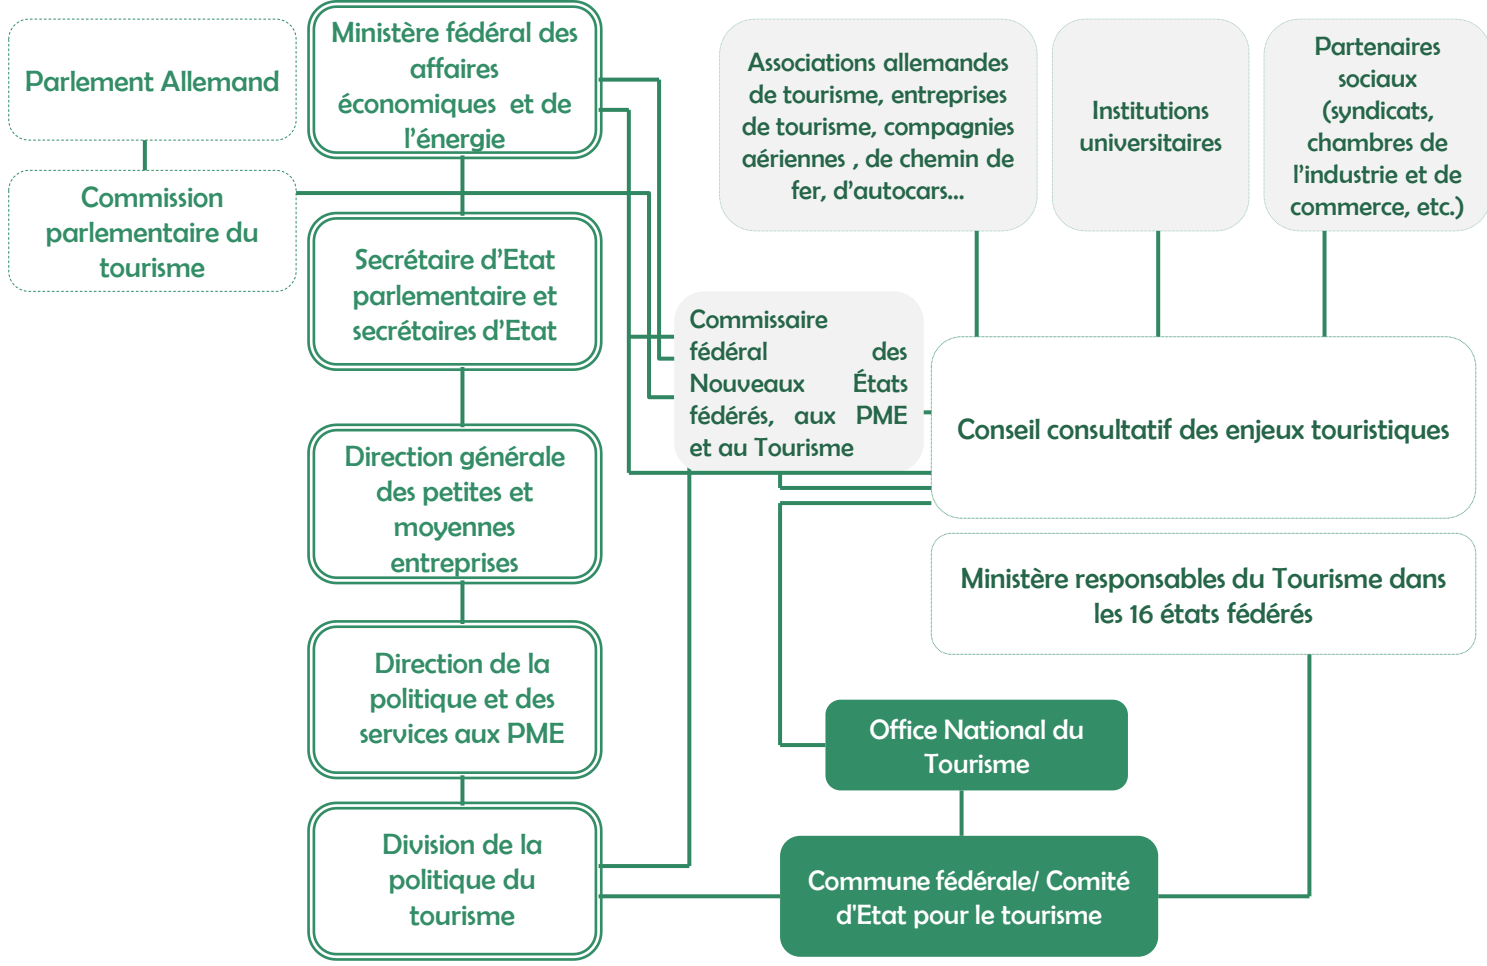 Parlement Allemand
Commission
parlementaire du
tourisme
Ministère fédéral des
affaires
économiques et de
l'énergie
Secrétaire d'Etat
parlementaire et
secrétaires d'Etat
Direction générale
des petites et
moyennes
entreprises
Direction de la
politique et des
services aux PME
Division de la
politique du
tourisme
Associations allemandes
de tourisme, entreprises
de tourisme, compagnies
aériennes , de chemin de
fer, d'autocars...
Institutions
universitaires
Partenaires
sociaux
(syndicats,
chambres de
l'industrie et de
commerce, etc.)
Commissaire
fédéral des
Nouveaux États
fédérés, aux PME
et au Tourisme
Conseil consultatif des enjeux touristiques
Ministère responsables du Tourisme dans
les 16 états fédérés
Office National du
Tourisme
Commune fédérale/ Comité
d'Etat pour le tourisme